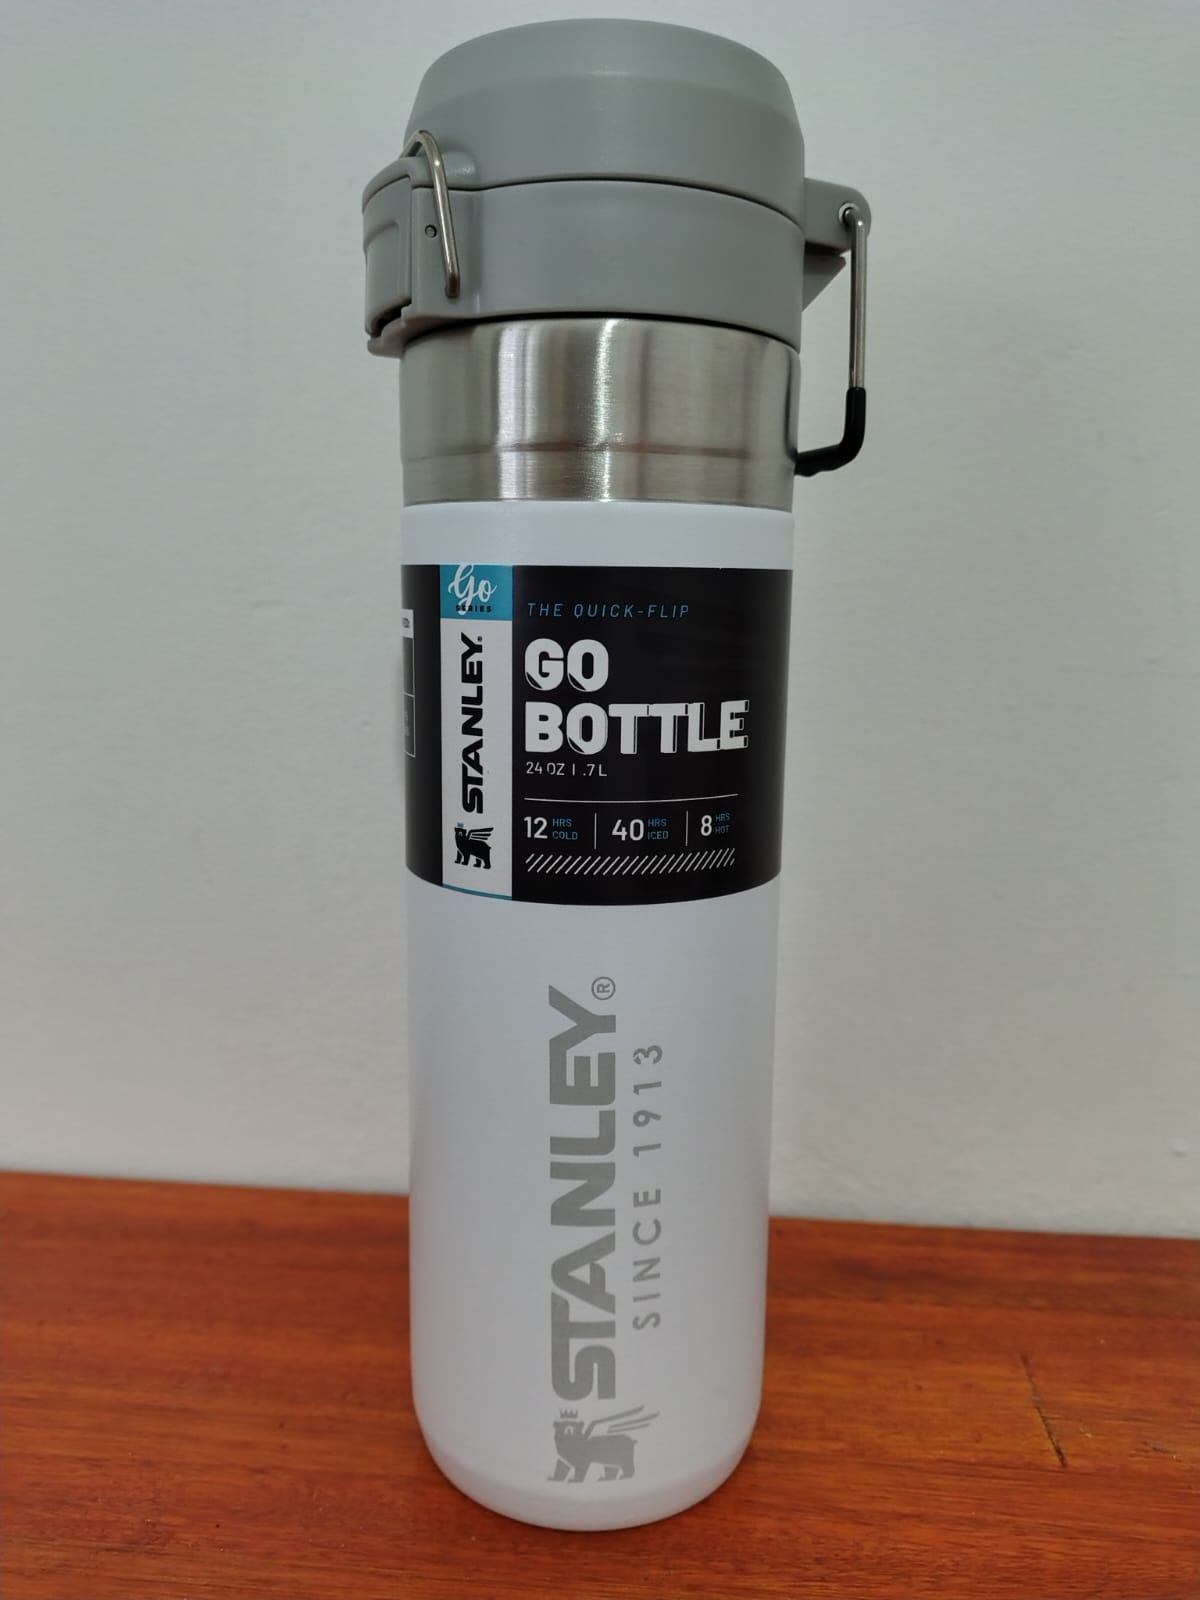 Go
SERIES
STANLEY®
THE QUICK-FLIP
GO
BOTTLE
24 OZ | .7 L
12 HRS COLD | 40 HRS ICED | 8 HRS HOT
STANLEY®
SINCE 1913